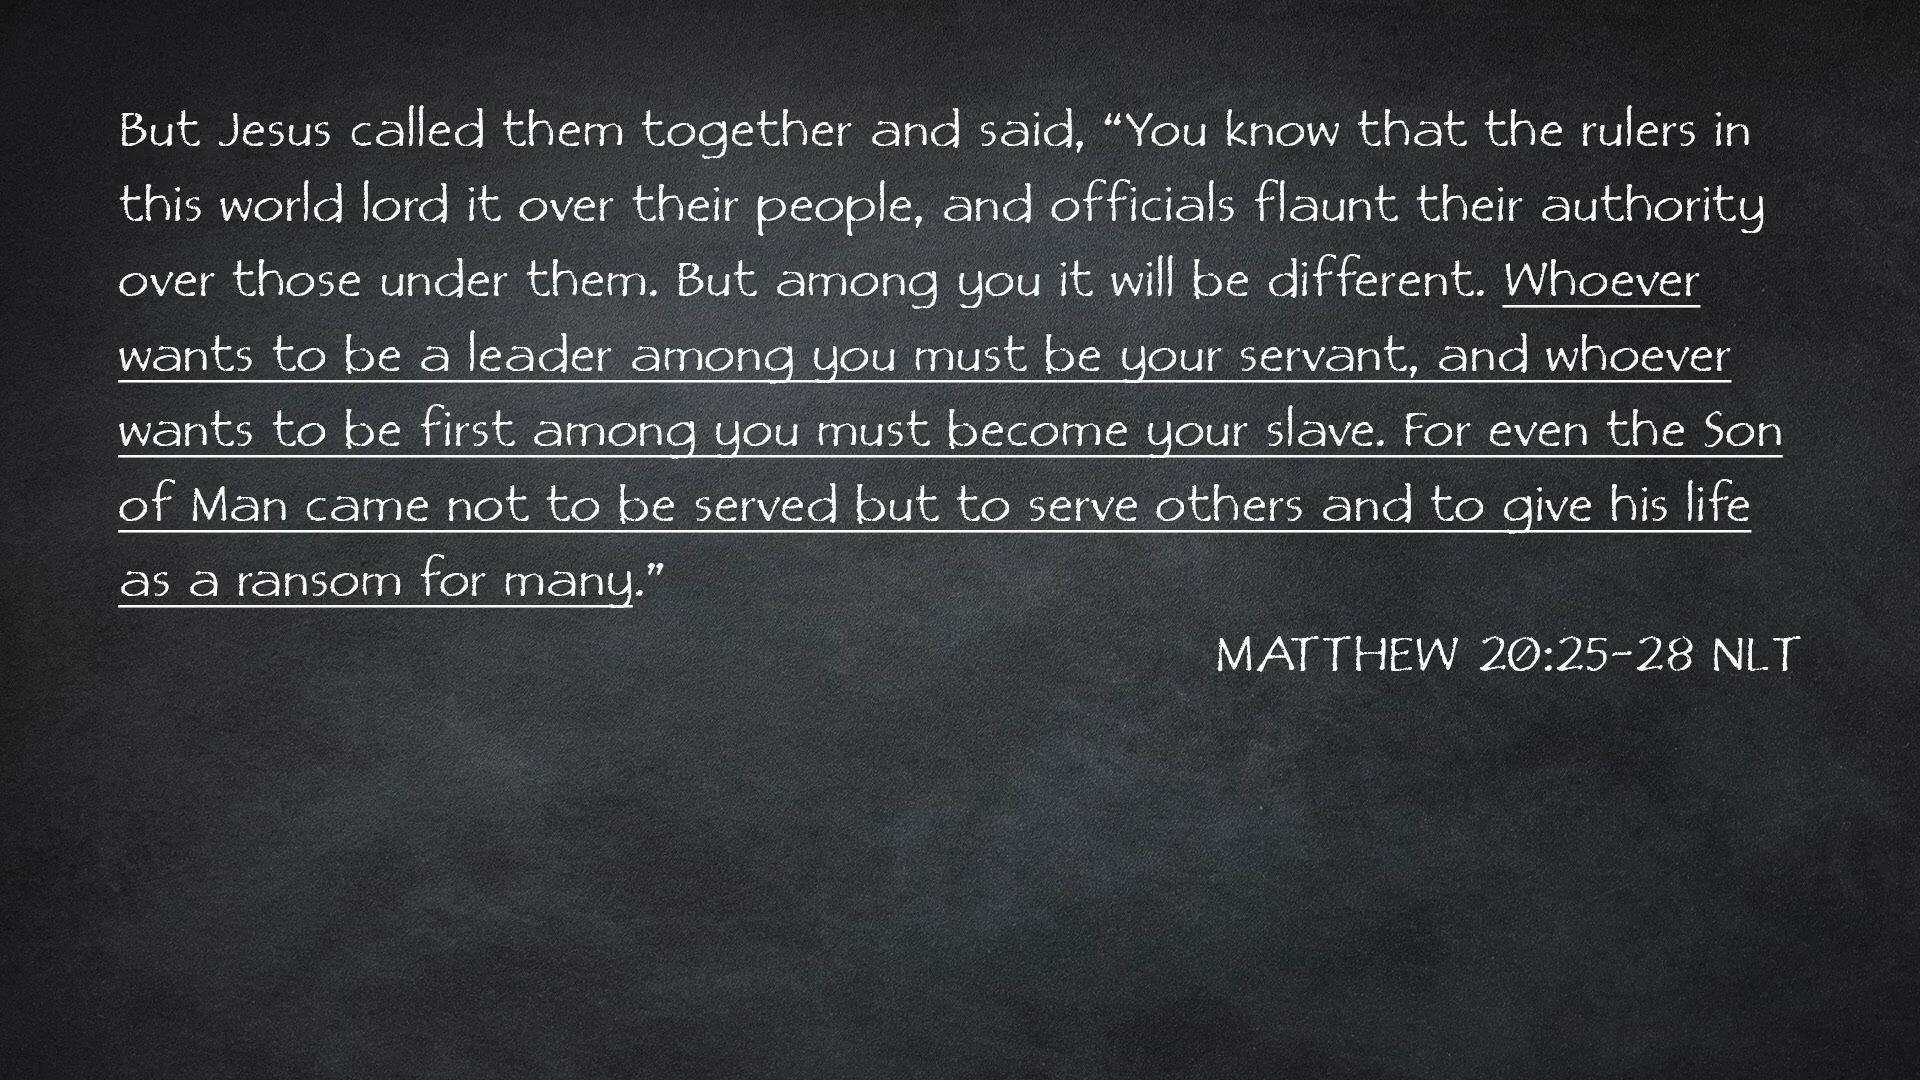 But Jesus called them together and said, “You know that the rulers in
this world lord it over their people, and officials flaunt their authority
over those under them. But among you it will be different. Whoever
wants to be a leader among you must be your servant, and whoever
wants to be first among you must become your slave. For even the Son
of Man came not to be served but to serve others and to give his life
as a ransom for many.”
MATTHEW 20:25-28 NLT